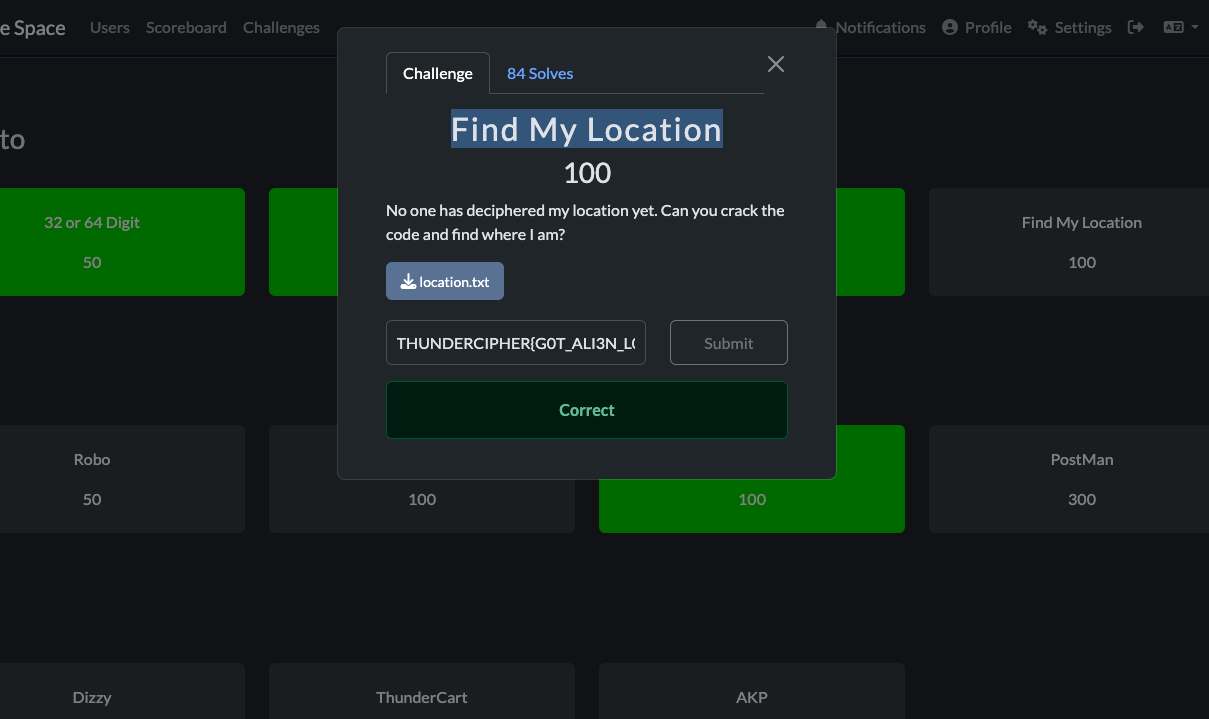 e Space Users Scoreboard Challenges Notifications Profile Settings
Challenge 84 Solves
Find My Location
100
No one has deciphered my location yet. Can you crack the
code and find where I am?
location.txt
THUNDERCIPHER{G0T_ALI3N_L Submit
Correct
to
32 or 64 Digit Find My Location
50 100
Robo PostMan
50 100 100 300
Dizzy ThunderCart AKP